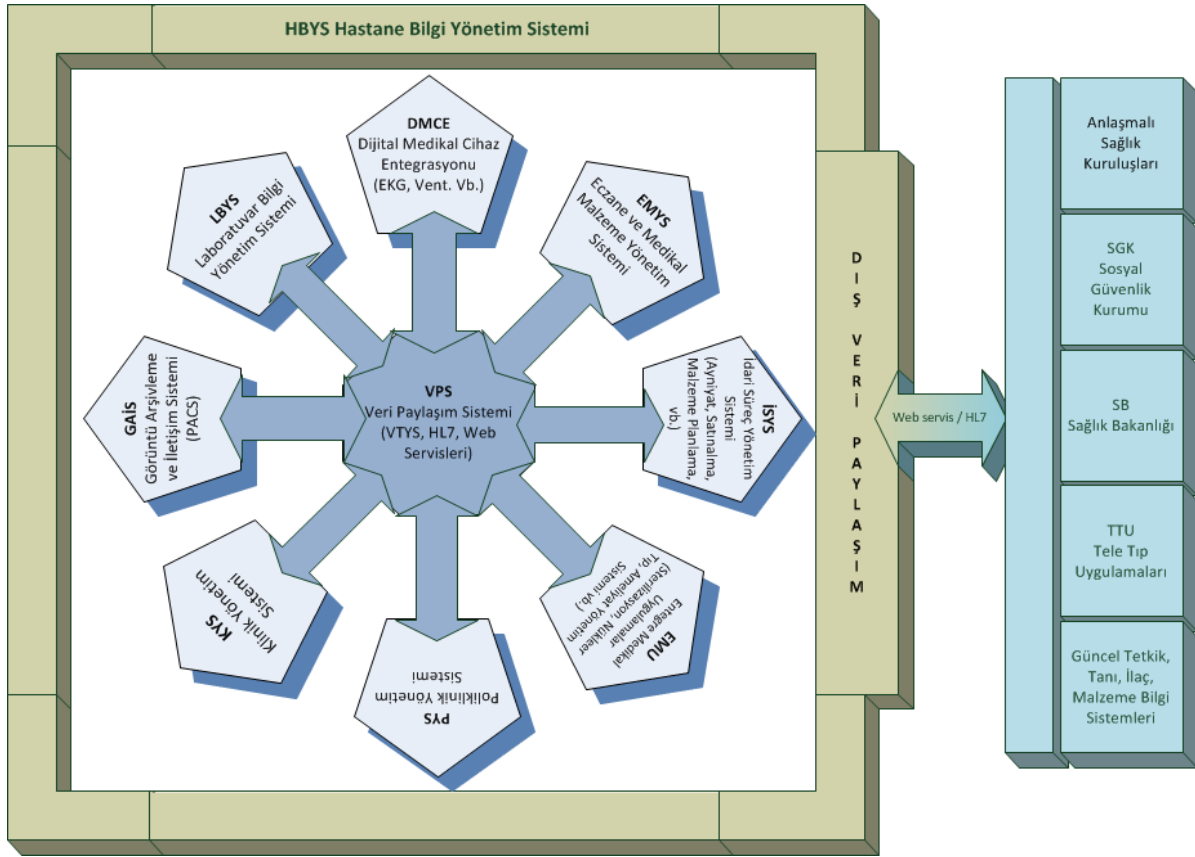 HBYS Hastane Bilgi Yönetim Sistemi
DMCE
Dijital Medikal Cihaz
Entegrasyonu
(EKG, Vent. Vb.)
EMYS
Eczane ve Medikal
Malzeme Yönetim
Sistemi
İSYS
İdari Süreç Yönetim
Sistemi
(Ayniyat, Satınalma,
Malzeme Planlama,
vb.)
EMU
Entegre Medikal
Uygulamalar
(Sterilizasyon, Nükleer
Tıp, Ameliyat Yönetim
Sistemi vb.)
PYS
Poliklinik Yönetim
Sistemi
KYS
Klinik Yönetim
Sistemi
GAİS
Görüntü Arşivleme
ve İletişim Sistemi
(PACS)
LBYS
Laboratuvar Bilgi
Yönetim Sistemi
VPS
Veri Paylaşım Sistemi
(VTYS, HL7, Web
Servisleri)
DIŞ VERİ PAYLAŞIM
Web servis / HL7
Anlaşmalı
Sağlık
Kuruluşları
SGK
Sosyal
Güvenlik
Kurumu
SB
Sağlık Bakanlığı
TTU
Tele Tıp
Uygulamaları
Güncel Tetkik,
Tanı, İlaç,
Malzeme Bilgi
Sistemleri